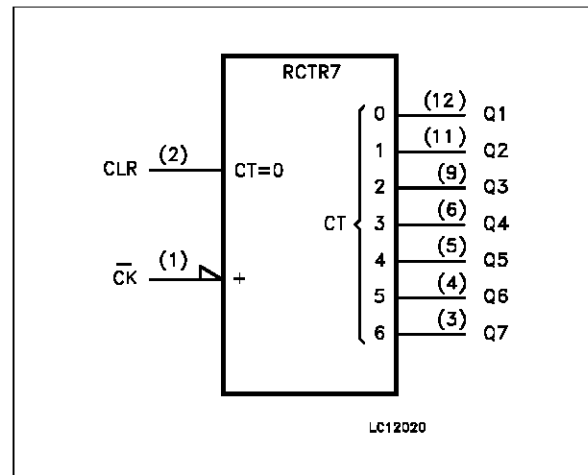 RCTR7
CLR (2) CT=0
C̅K̅ (1) +
CT
0 (12) Q1
1 (11) Q2
2 (9) Q3
3 (6) Q4
4 (5) Q5
5 (4) Q6
6 (3) Q7
LC12020